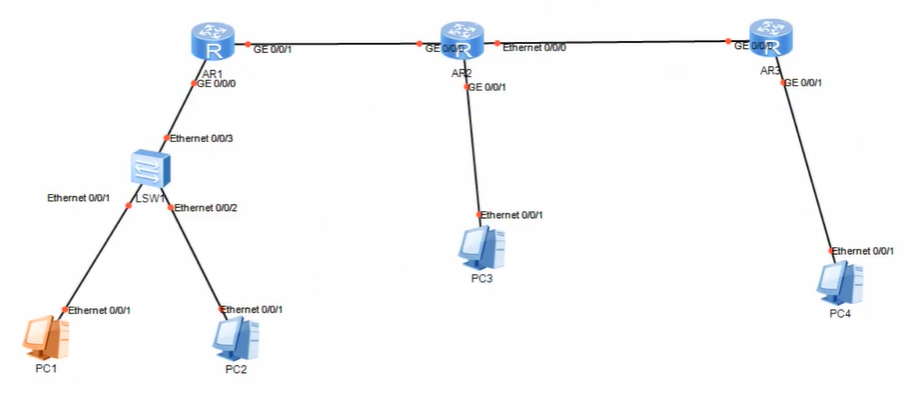 R
R
R
GE 0/0/1
GE 0/0/0
Ethernet 0/0/0
GE 0/0/0
AR1
AR2
AR3
GE 0/0/0
GE 0/0/1
GE 0/0/1
Ethernet 0/0/3
Ethernet 0/0/1
LSW1
Ethernet 0/0/2
Ethernet 0/0/1
PC3
Ethernet 0/0/1
PC4
Ethernet 0/0/1
Ethernet 0/0/1
PC1
PC2